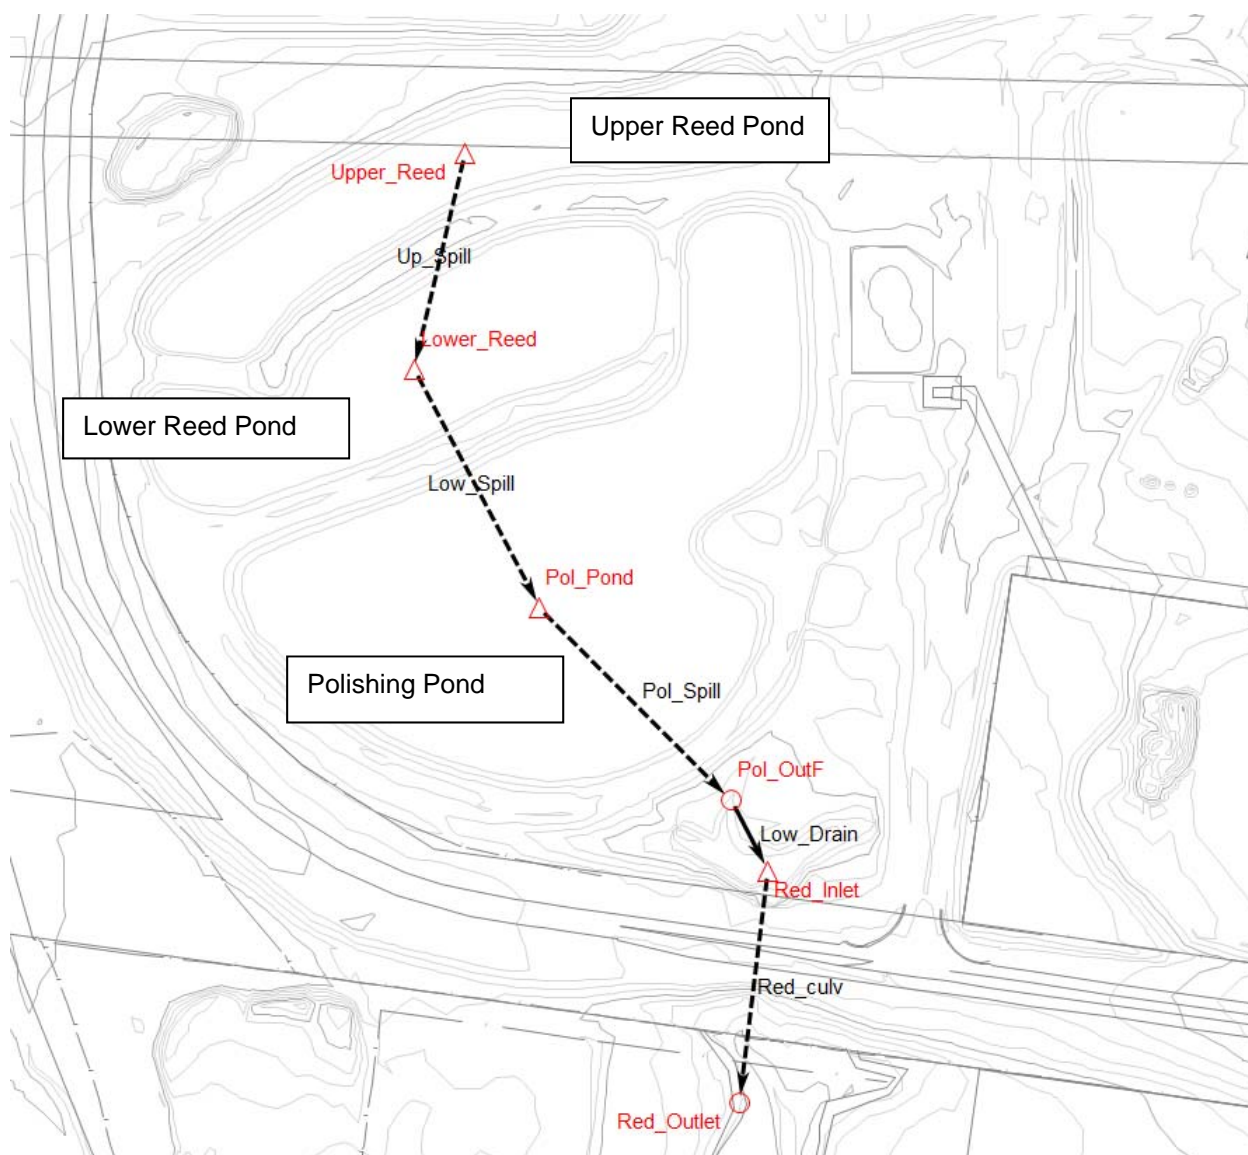 Upper Reed Pond
Upper_Reed
Up_Spill
Lower_Reed
Lower Reed Pond
Low_Spill
Pol_Pond
Polishing Pond
Pol_Spill
Pol_OutF
Low_Drain
Red_Inlet
Red_culv
Red_Outlet